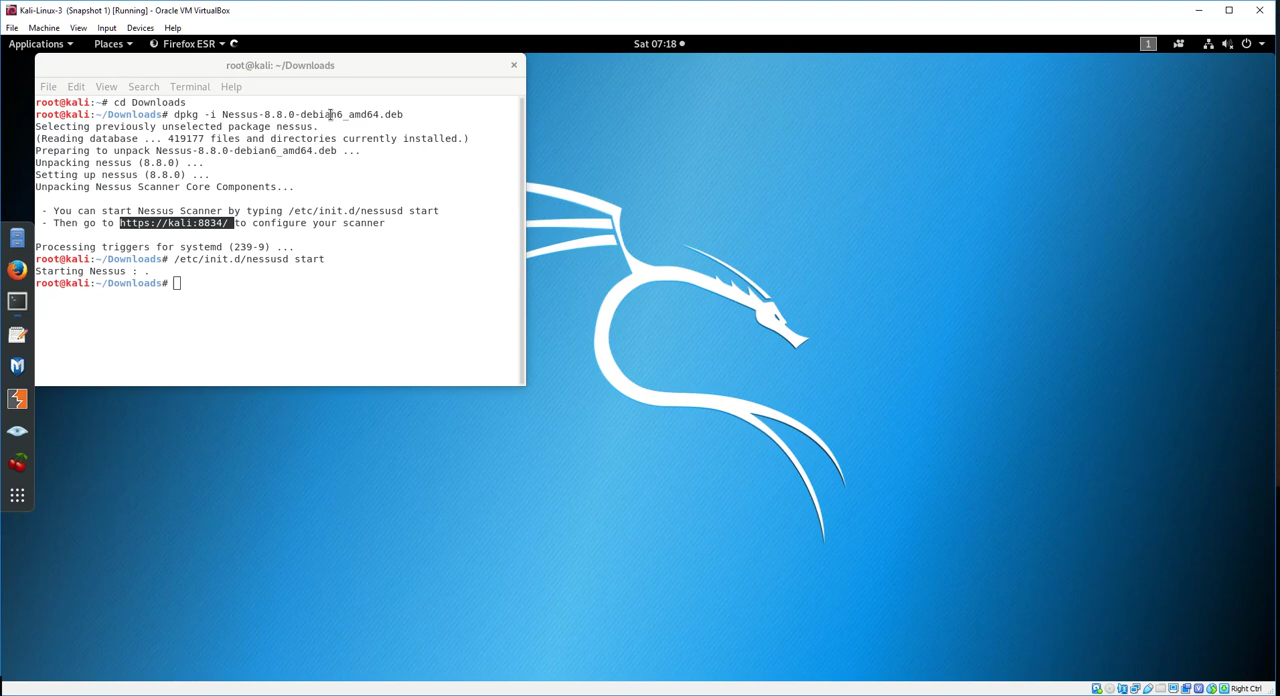 Kali-Linux-3 (Snapshot 1) [Running] - Oracle VM VirtualBox
File Machine View Input Devices Help
Applications Places Firefox ESR Sat 07:18 1
root@kali: ~/Downloads
File Edit View Search Terminal Help
root@kali:~# cd Downloads
root@kali:~/Downloads# dpkg -i Nessus-8.8.0-debian6_amd64.deb
Selecting previously unselected package nessus.
(Reading database ... 419177 files and directories currently installed.)
Preparing to unpack Nessus-8.8.0-debian6_amd64.deb ...
Unpacking nessus (8.8.0) ...
Setting up nessus (8.8.0) ...
Unpacking Nessus Scanner Core Components...
- You can start Nessus Scanner by typing /etc/init.d/nessusd start
- Then go to https://kali:8834/ to configure your scanner
Processing triggers for systemd (239-9) ...
root@kali:~/Downloads# /etc/init.d/nessusd start
Starting Nessus : .
root@kali:~/Downloads#
Right Ctrl